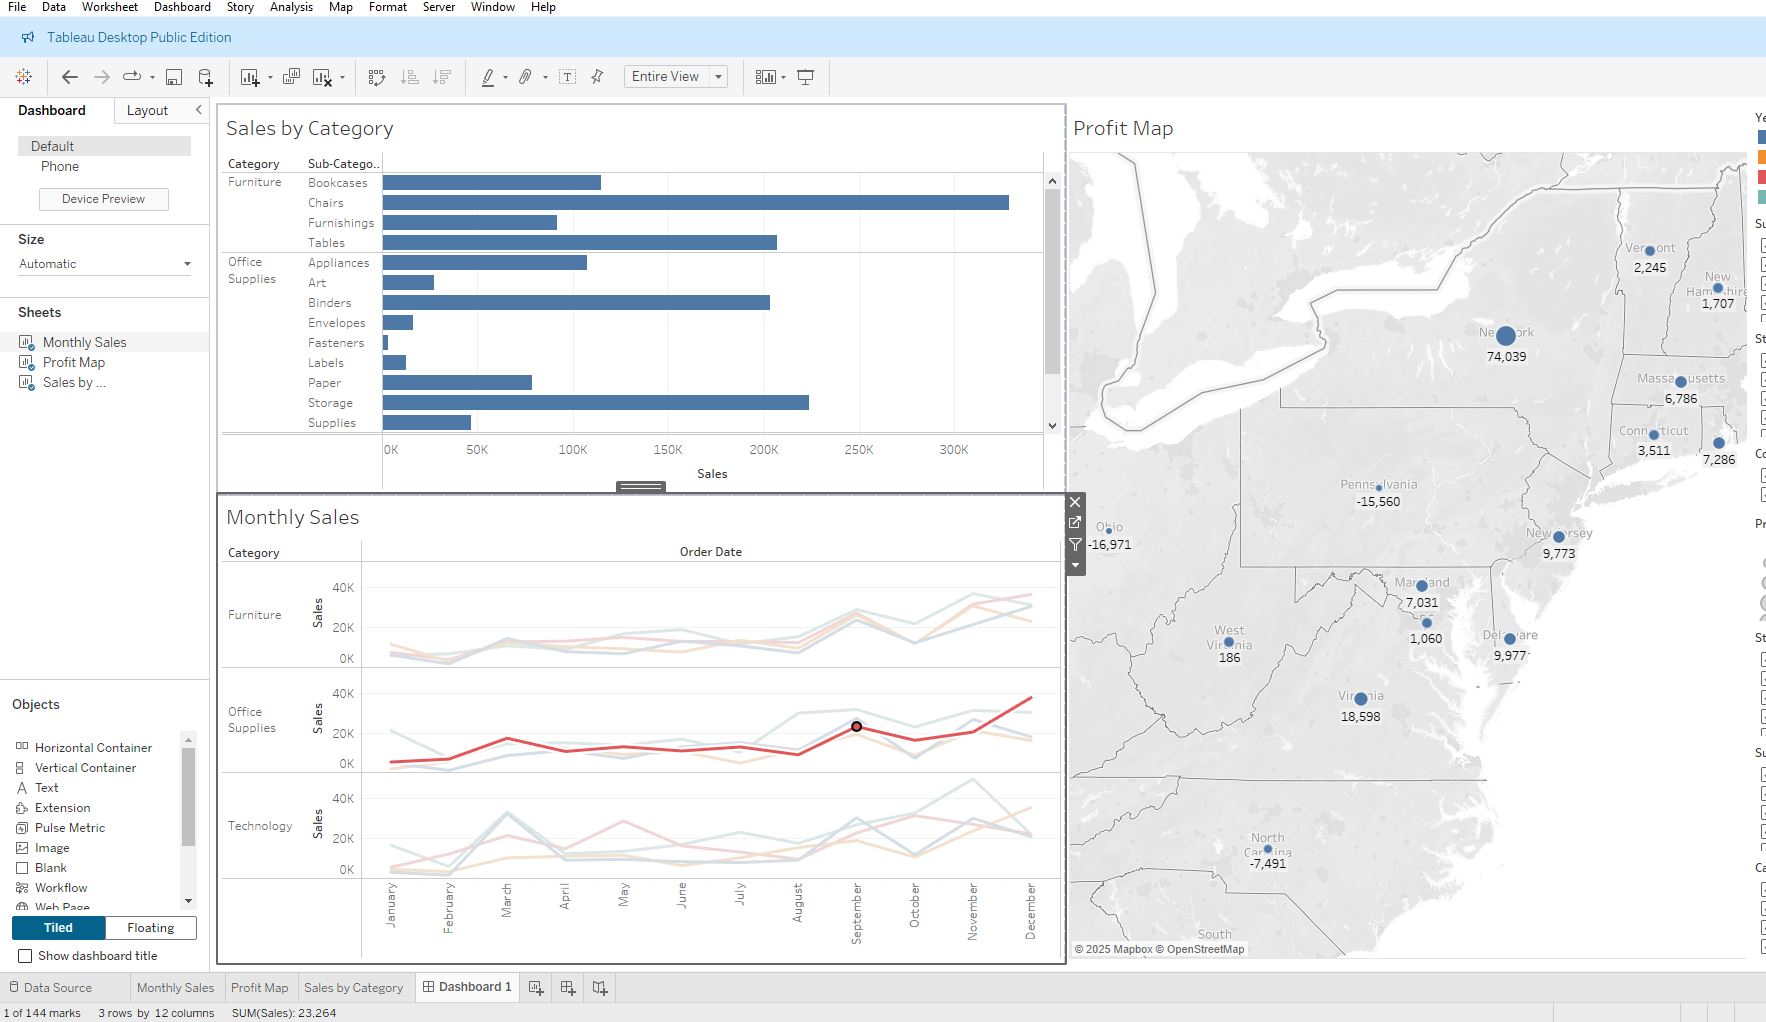 File Data Worksheet Dashboard Story Analysis Map Format Server Window Help
Tableau Desktop Public Edition
Entire View
Dashboard Layout
Default
Phone
Device Preview
Size
Automatic
Sheets
Monthly Sales
Profit Map
Sales by ...
Objects
Horizontal Container
Vertical Container
Text
Extension
Pulse Metric
Image
Blank
Workflow
Web Page
Tiled Floating
Show dashboard title
Sales by Category
Category Sub-Catego..
Furniture Bookcases
Chairs
Furnishings
Tables
Office Supplies Appliances
Art
Binders
Envelopes
Fasteners
Labels
Paper
Storage
Supplies
0K 50K 100K 150K 200K 250K 300K
Sales
Monthly Sales
Category Order Date
Furniture Sales 40K 20K 0K
Office Supplies Sales 40K 20K 0K
Technology Sales 40K 20K 0K
January February March April May June July August September October November December
Profit Map
Vermont
2,245
New Hampshire
1,707
New York
74,039
Massachusetts
6,786
Connecticut
3,511
7,286
Pennsylvania
-15,560
Ohio
-16,971
New Jersey
9,773
Maryland
7,031
1,060
West Virginia
186
Delaware
9,977
Virginia
18,598
North Carolina
-7,491
South
© 2025 Mapbox © OpenStreetMap
Ye
Su
St
Co
Pr
St
Su
Ca
Data Source Monthly Sales Profit Map Sales by Category Dashboard 1
1 of 144 marks 3 rows by 12 columns SUM(Sales): 23,264